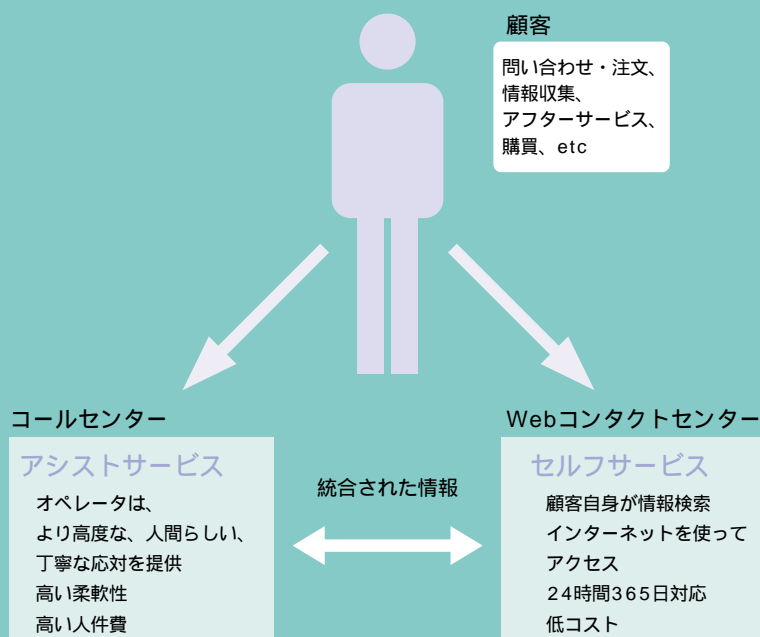 顧客
問い合わせ・注文、
情報収集、
アフターサービス、
購買、etc
コールセンター
アシストサービス
オペレータは、
より高度な、人間らしい、
丁寧な応対を提供
高い柔軟性
高い人件費
統合された情報
Webコンタクトセンター
セルフサービス
顧客自身が情報検索
インターネットを使って
アクセス
24時間365日対応
低コスト